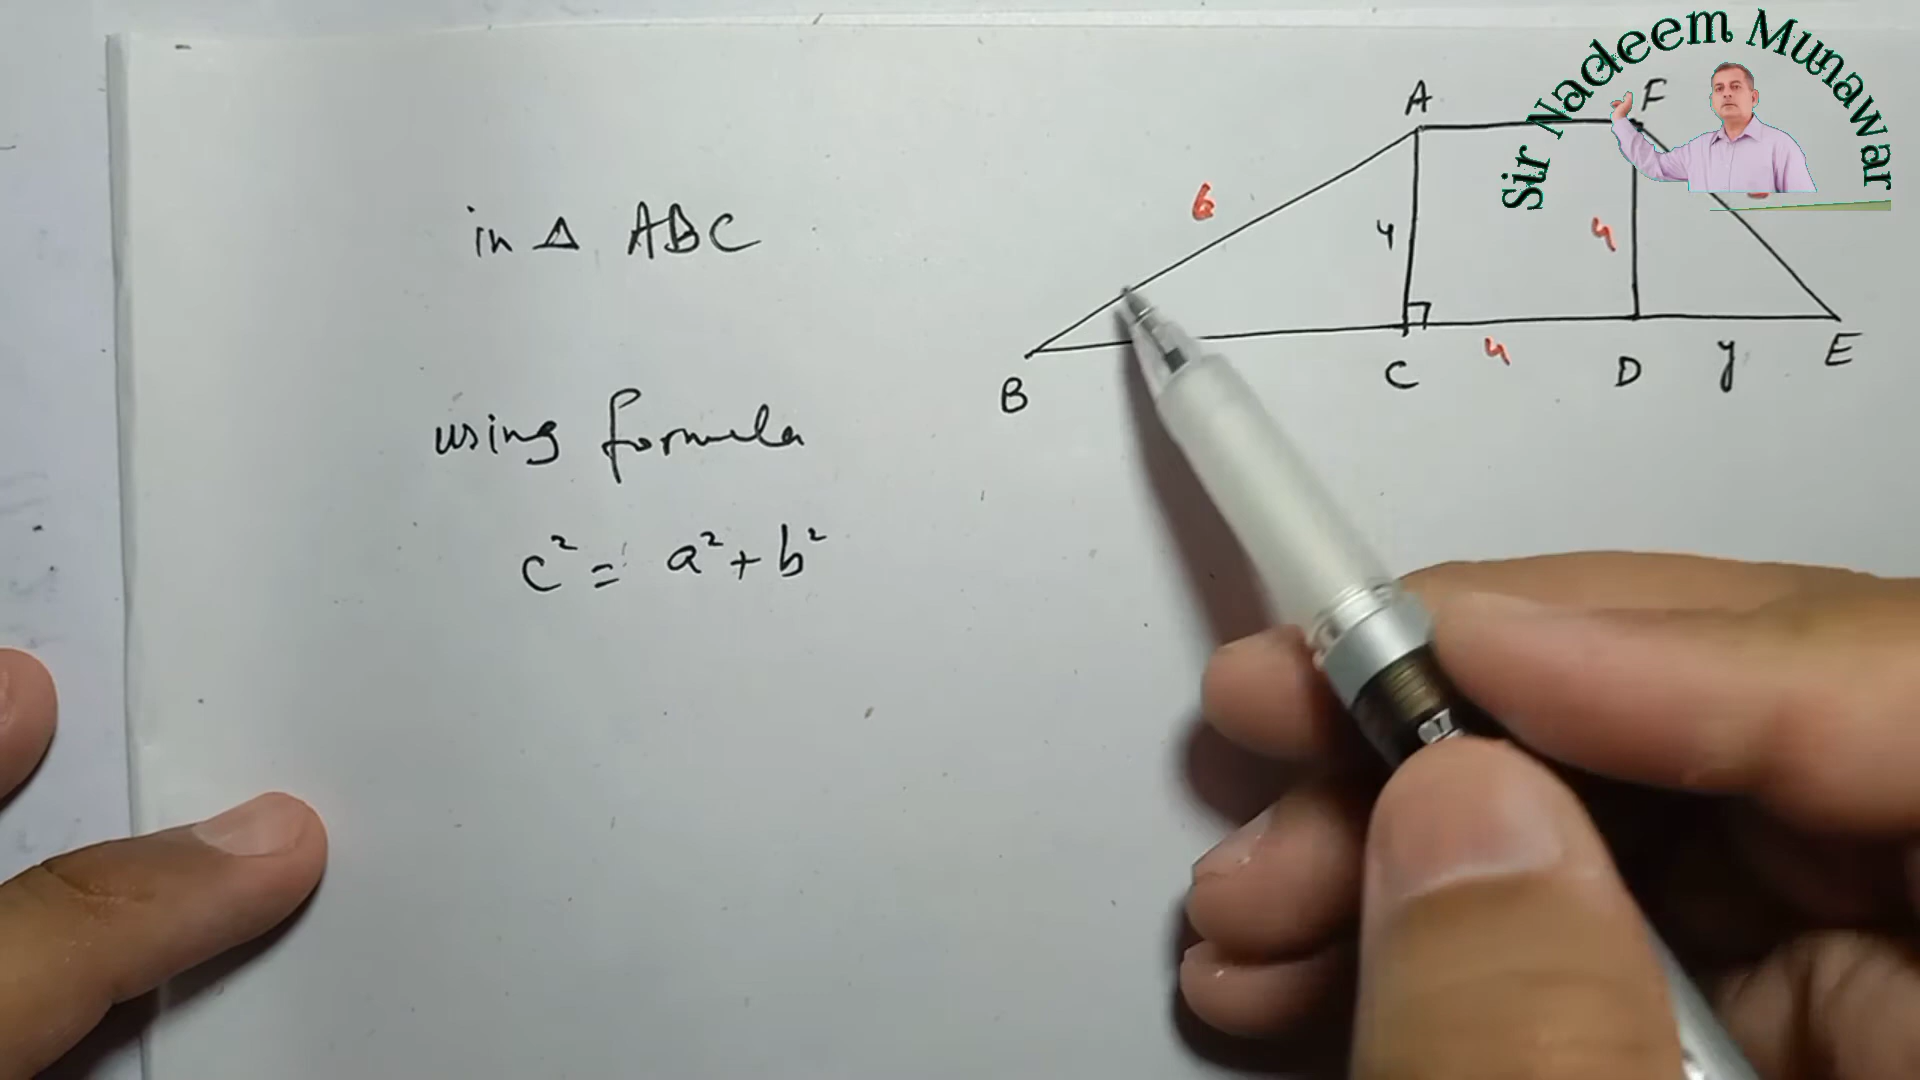 Sir Nadeem Munawar
A F
6
in Δ ABC
4 4
B C 4 D y E
using formula
c² = a² + b²